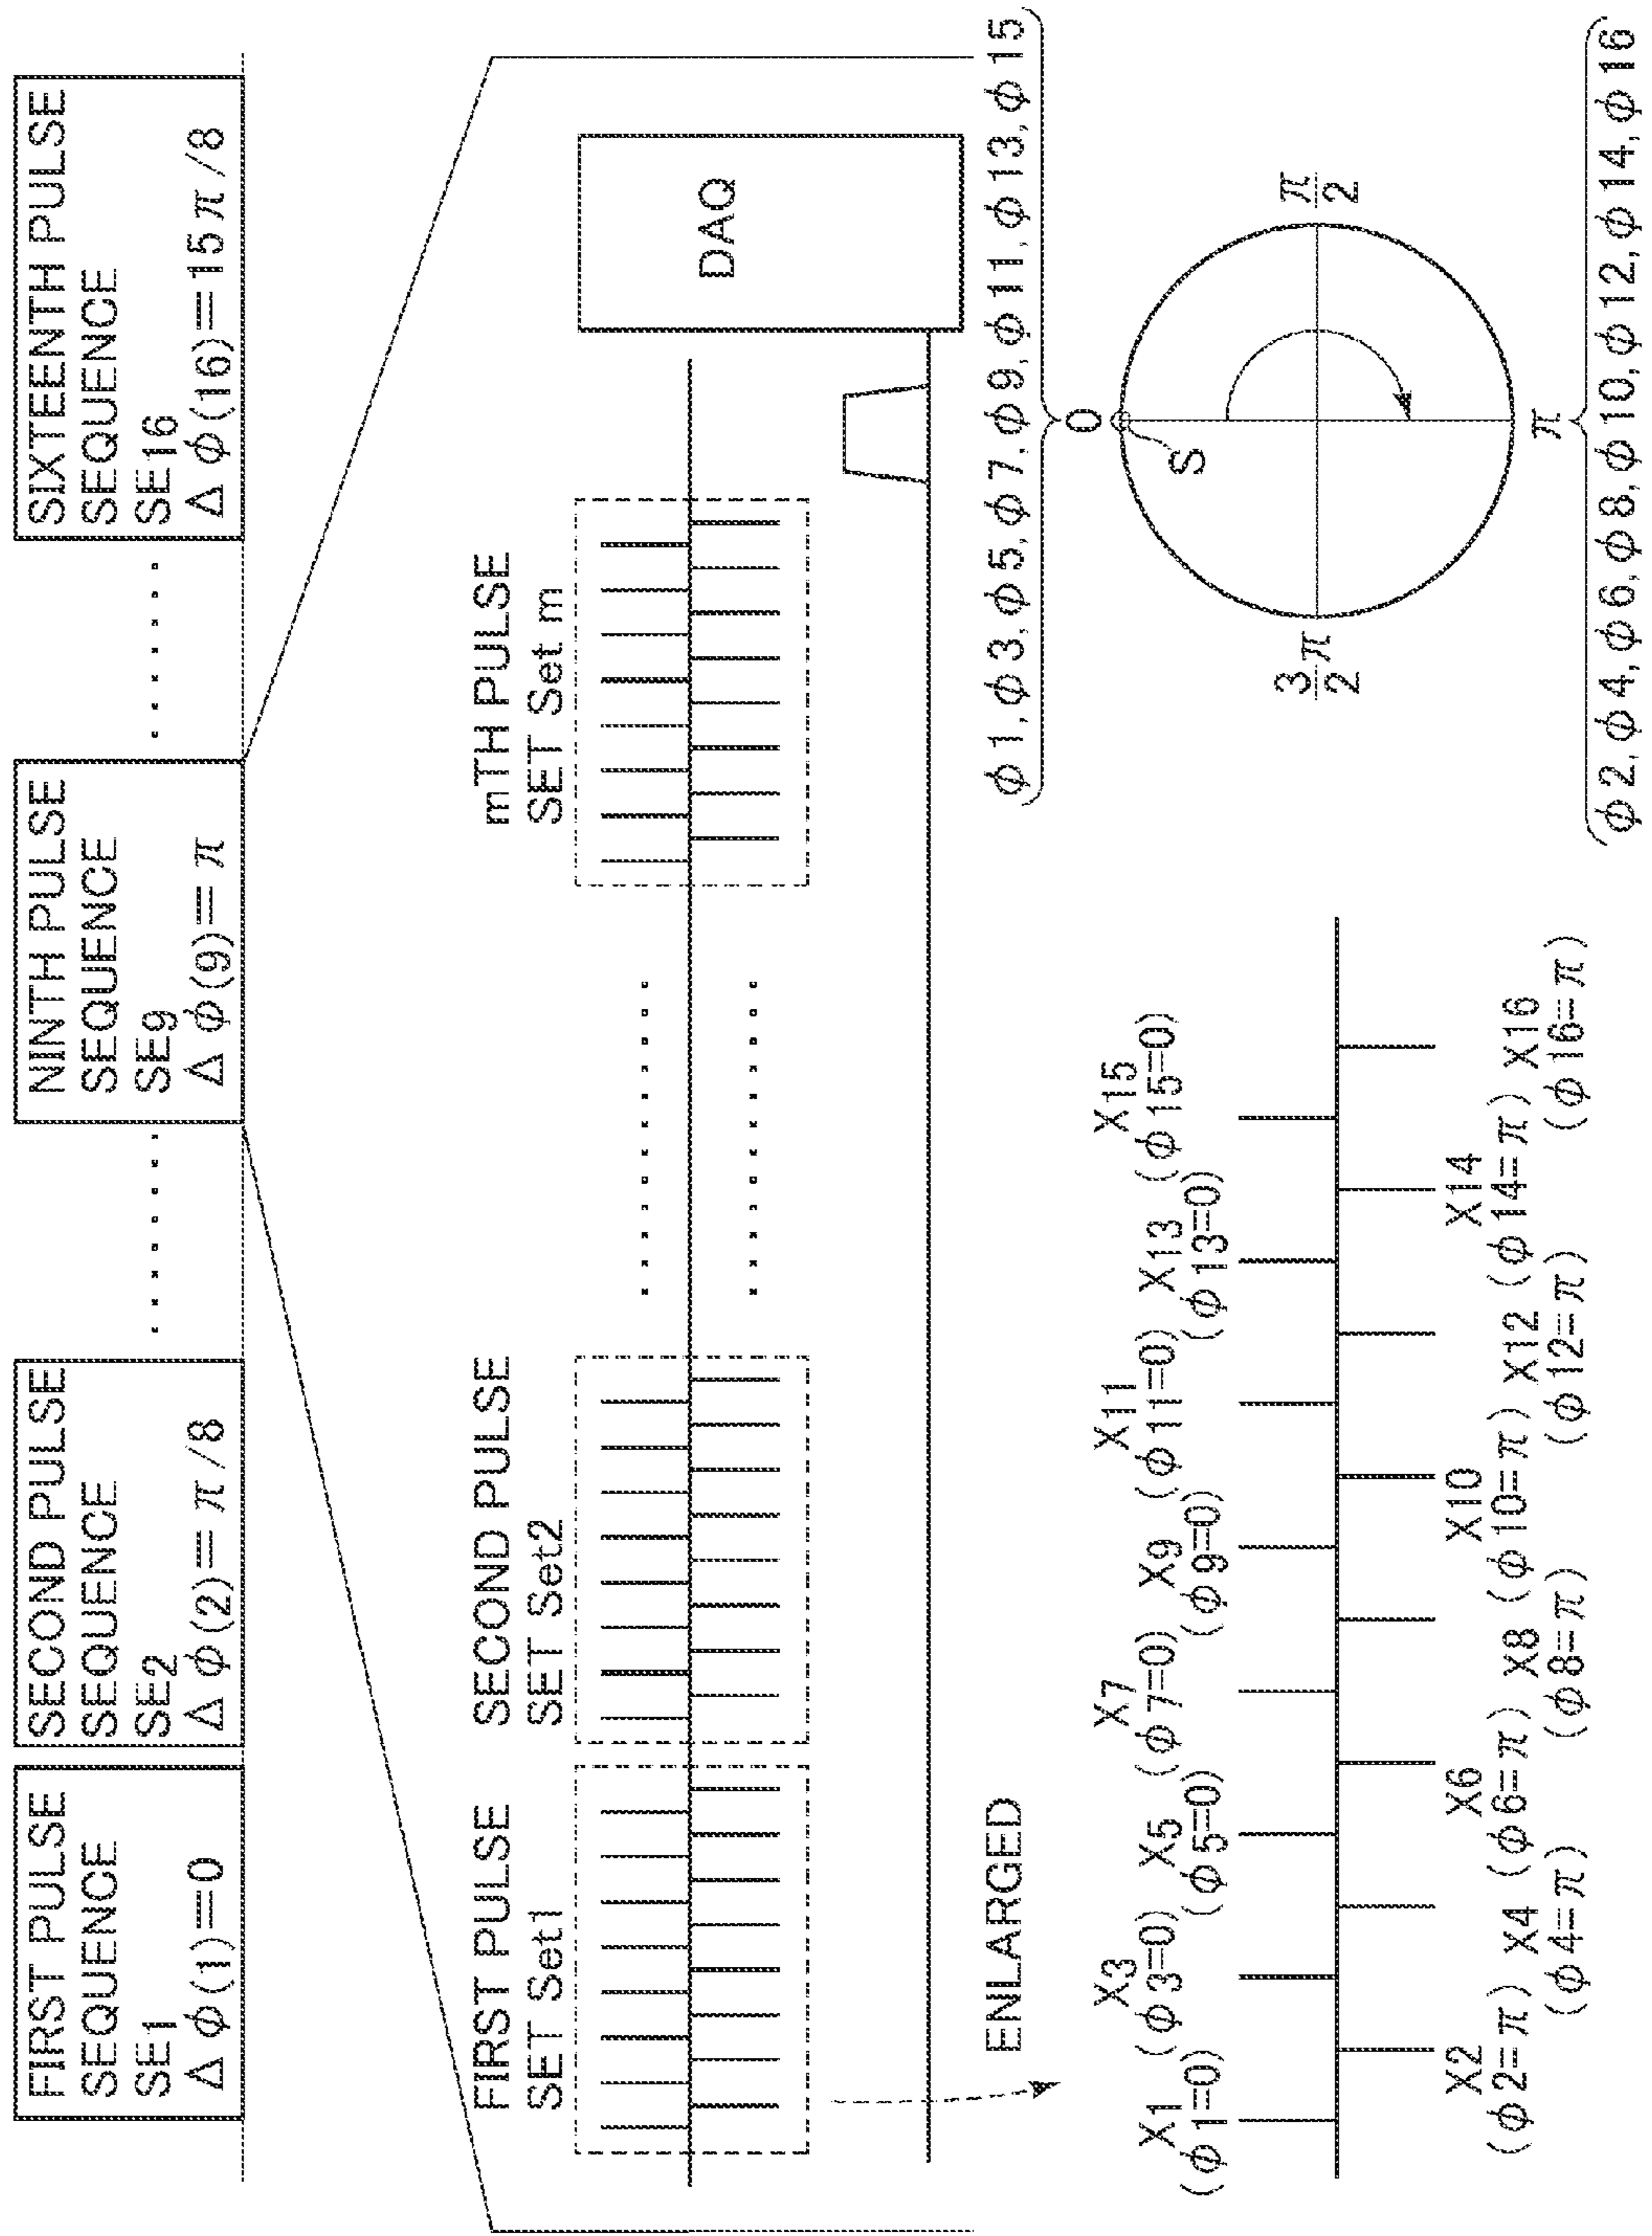 FIRST PULSE
SEQUENCE
SE1
Δφ(1)=0
SECOND PULSE
SEQUENCE
SE2
Δφ(2)=π/8
NINTH PULSE
SEQUENCE
SE9
Δφ(9)=π
SIXTEENTH PULSE
SEQUENCE
SE16
Δφ(16)=15π/8
FIRST PULSE
SET Set1
SECOND PULSE
SET Set2
mTH PULSE
SET Set m
DAQ
ENLARGED
X3 X7 X11 X15
X1 (φ3=0) X5 (φ7=0) X9 (φ11=0) X13 (φ15=0)
(φ1=0) (φ5=0) (φ9=0) (φ13=0)
X2 X6 X10 X14
(φ2=π) X4 (φ6=π) X8 (φ10=π) X12 (φ14=π) X16
(φ4=π) (φ8=π) (φ12=π) (φ16=π)
φ1,φ3,φ5,φ7,φ9,φ11,φ13,φ15
0
S
3/2 π
π/2
π
φ2,φ4,φ6,φ8,φ10,φ12,φ14,φ16